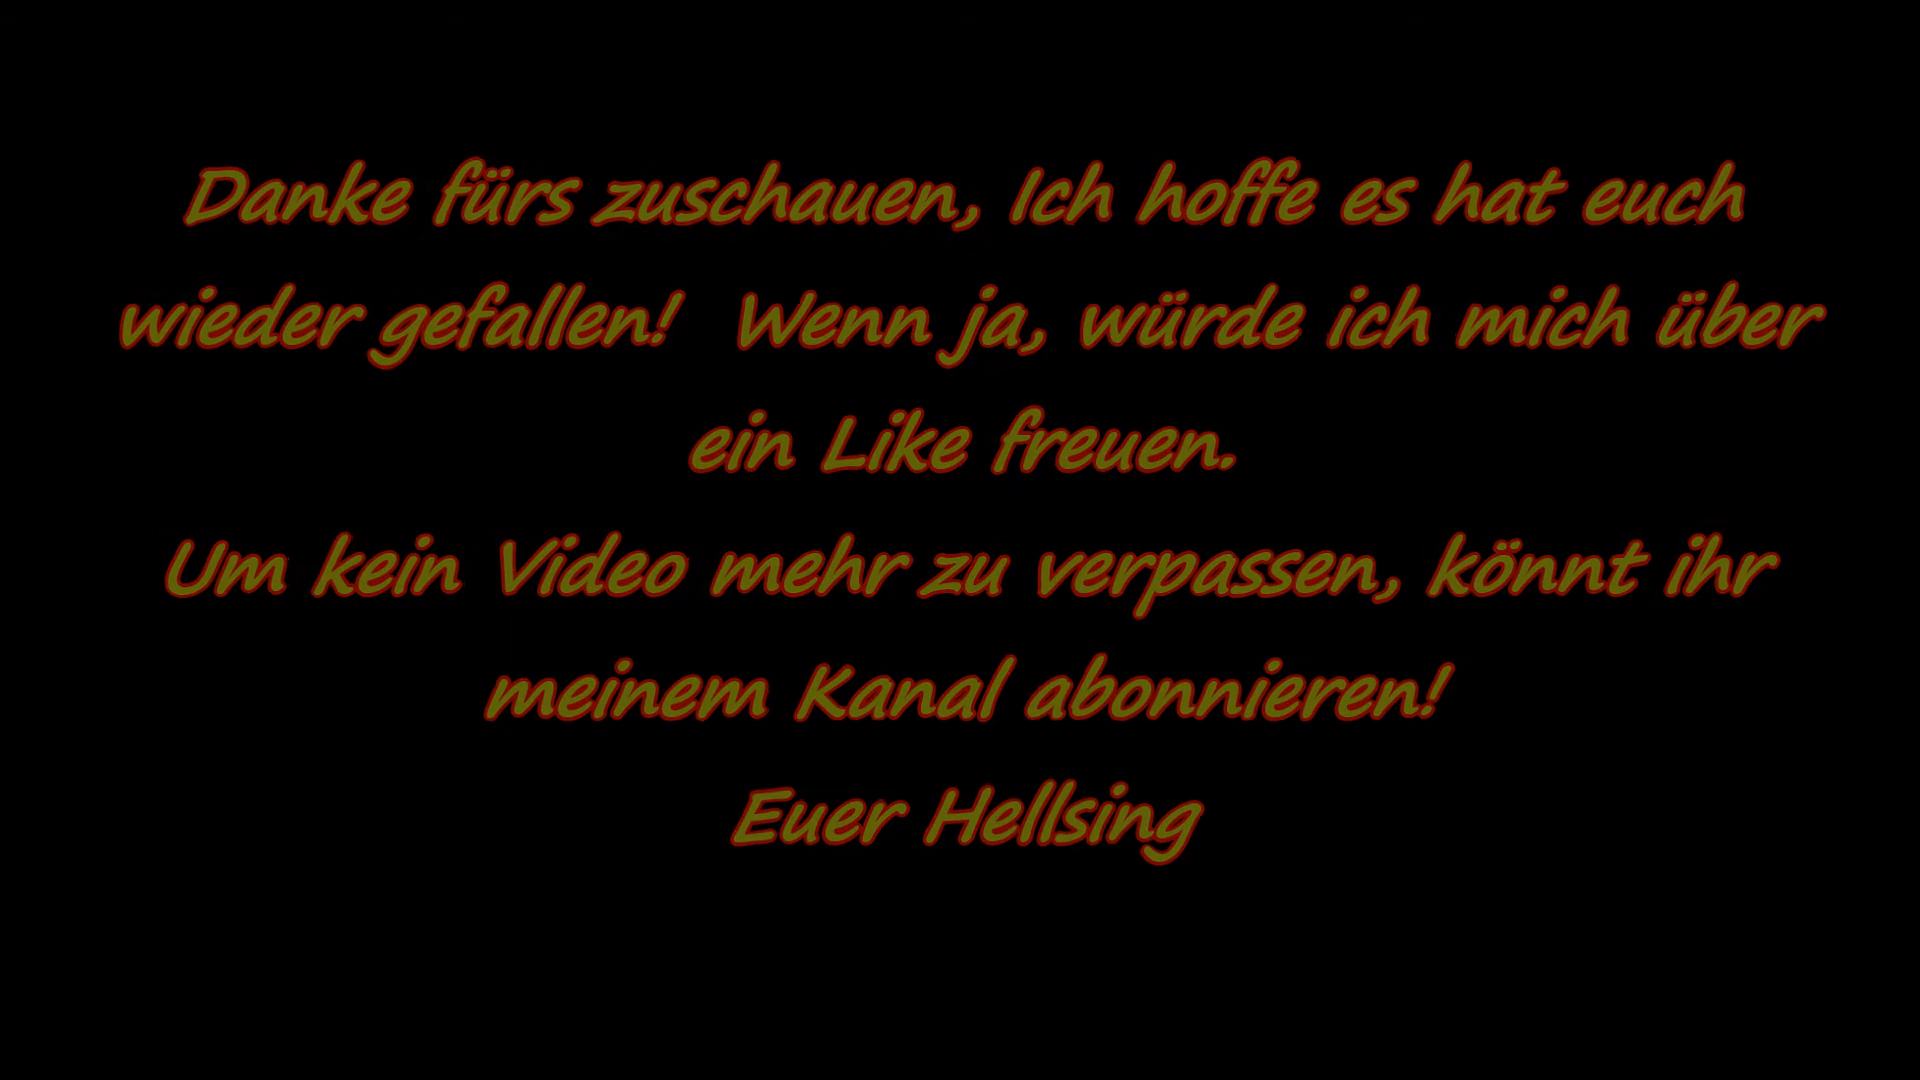 Danke fürs zuschauen, Ich hoffe es hat euch
wieder gefallen!  Wenn ja, würde ich mich über
ein Like freuen.
Um kein Video mehr zu verpassen, könnt ihr
meinem Kanal abonnieren!
Euer Hellsing